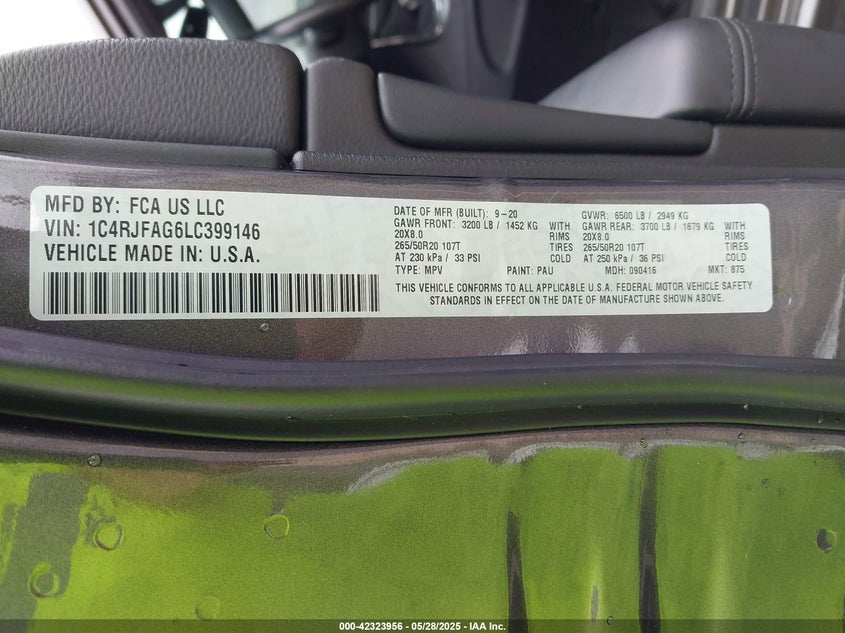 MFD BY: FCA US LLC
VIN: 1C4RJFAG6LC399146
VEHICLE MADE IN: U.S.A.
DATE OF MFR (BUILT): 9-20
GAWR FRONT: 3200 LB / 1452 KG WITH
20X8.0 RIMS
265/50R20 107T TIRES
AT 230 kPa / 33 PSI COLD
TYPE: MPV PAINT: PAU
GVWR: 6500 LB / 2949 KG
GAWR REAR: 3700 LB / 1679 KG WITH
20X8.0 RIMS
265/50R20 107T TIRES
AT 250 kPa / 36 PSI COLD
MDH: 090416 MKT: 875
THIS VEHICLE CONFORMS TO ALL APPLICABLE U.S.A. FEDERAL MOTOR VEHICLE SAFETY
STANDARDS IN EFFECT ON THE DATE OF MANUFACTURE SHOWN ABOVE.
000-42323956 - 05/28/2025 - IAA Inc.